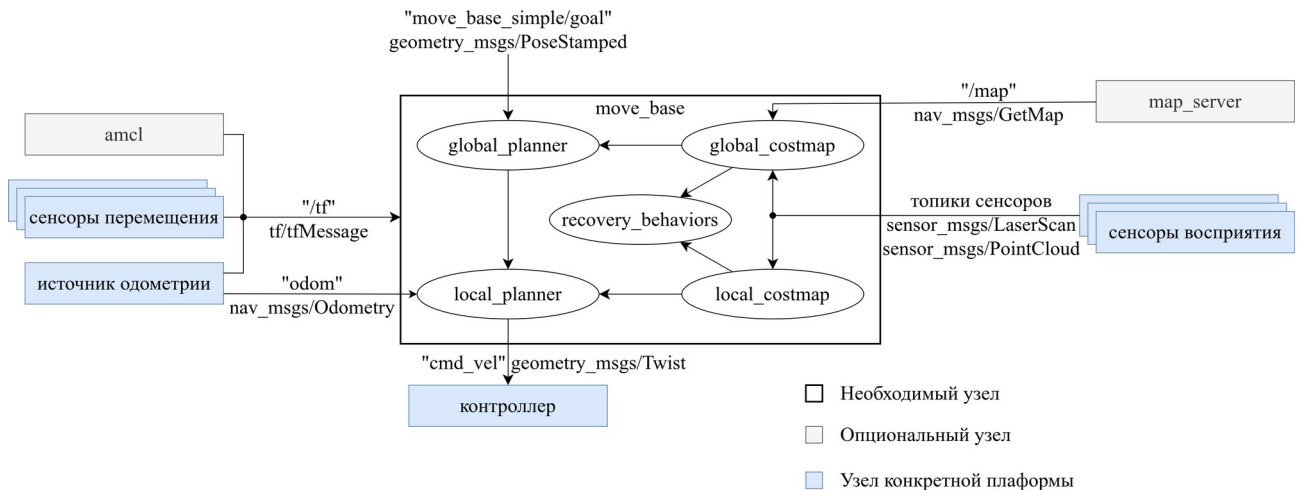 "move_base_simple/goal"
geometry_msgs/PoseStamped
move_base
"/map"
nav_msgs/GetMap
map_server
amcl
global_planner
global_costmap
сенсоры перемещения
"/tf"
tf/tfMessage
recovery_behaviors
топики сенсоров
sensor_msgs/LaserScan
sensor_msgs/PointCloud
сенсоры восприятия
источник одометрии
"odom"
nav_msgs/Odometry
local_planner
local_costmap
"cmd_vel" geometry_msgs/Twist
контроллер
Необходимый узел
Опциональный узел
Узел конкретной плаформы